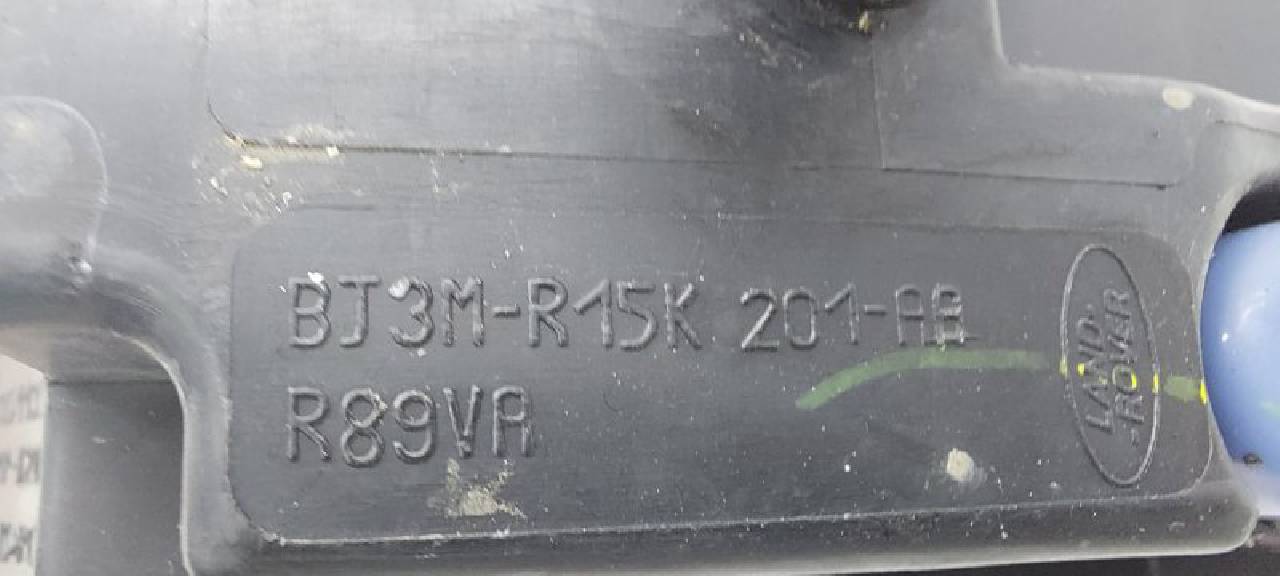 BJ3M-R15K 201-AB
R89VA
LAND-
-ROVER